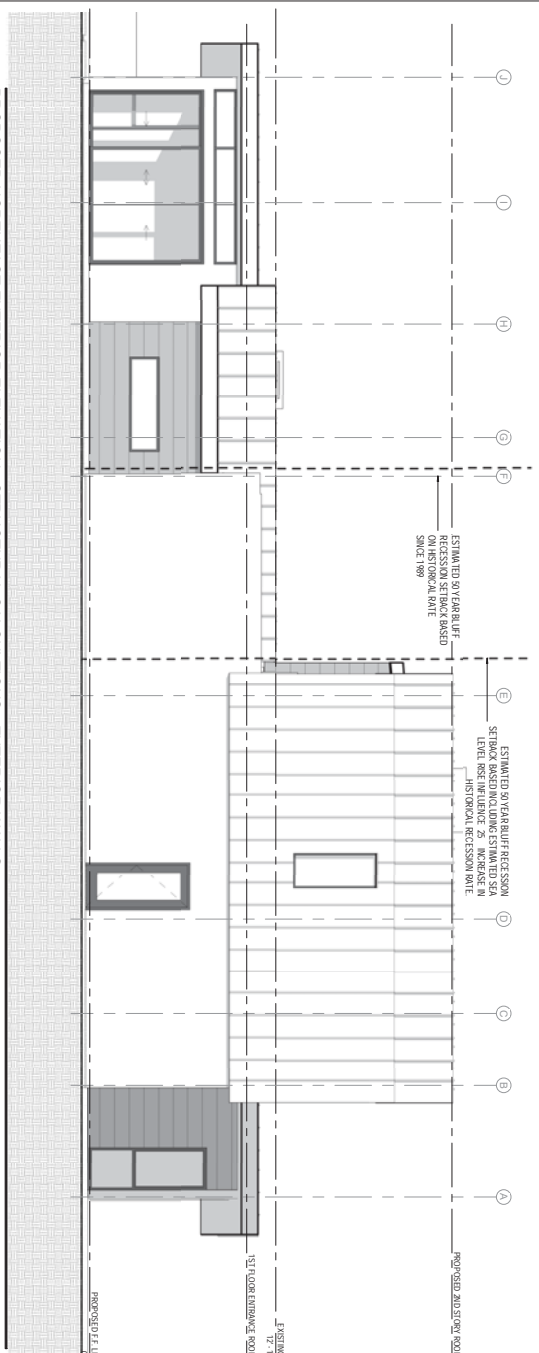 J
I
H
G
F
E
D
C
B
A
ESTIMATED 50 YEAR BLUFF
RECESSION SETBACK BASED
ON HISTORICAL RATE
SINCE 1989
ESTIMATED 50 YEAR BLUFF RECESSION
SETBACK BASED INCLUDING ESTIMATED SEA
LEVEL RISE INFLUENCE 25 INCREASE IN
HISTORICAL RECESSION RATE.
PROPOSED 2ND STORY
EXISTING
12'-
1ST FLOOR ENTRANCE
PROPOSED F.F.